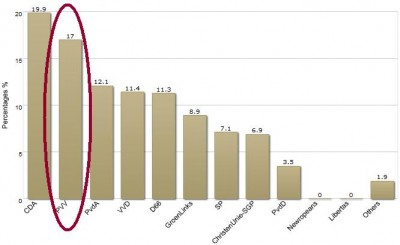 Percentages %
20
15
10
5
0
19.9
17
12.1
11.4
11.3
8.9
7.1
6.9
3.5
0
0
1.9
CDA
PVV
PvdA
VVD
D66
GroenLinks
SP
ChristenUnie-SGP
PvdD
Newropeans
Libertas
Others